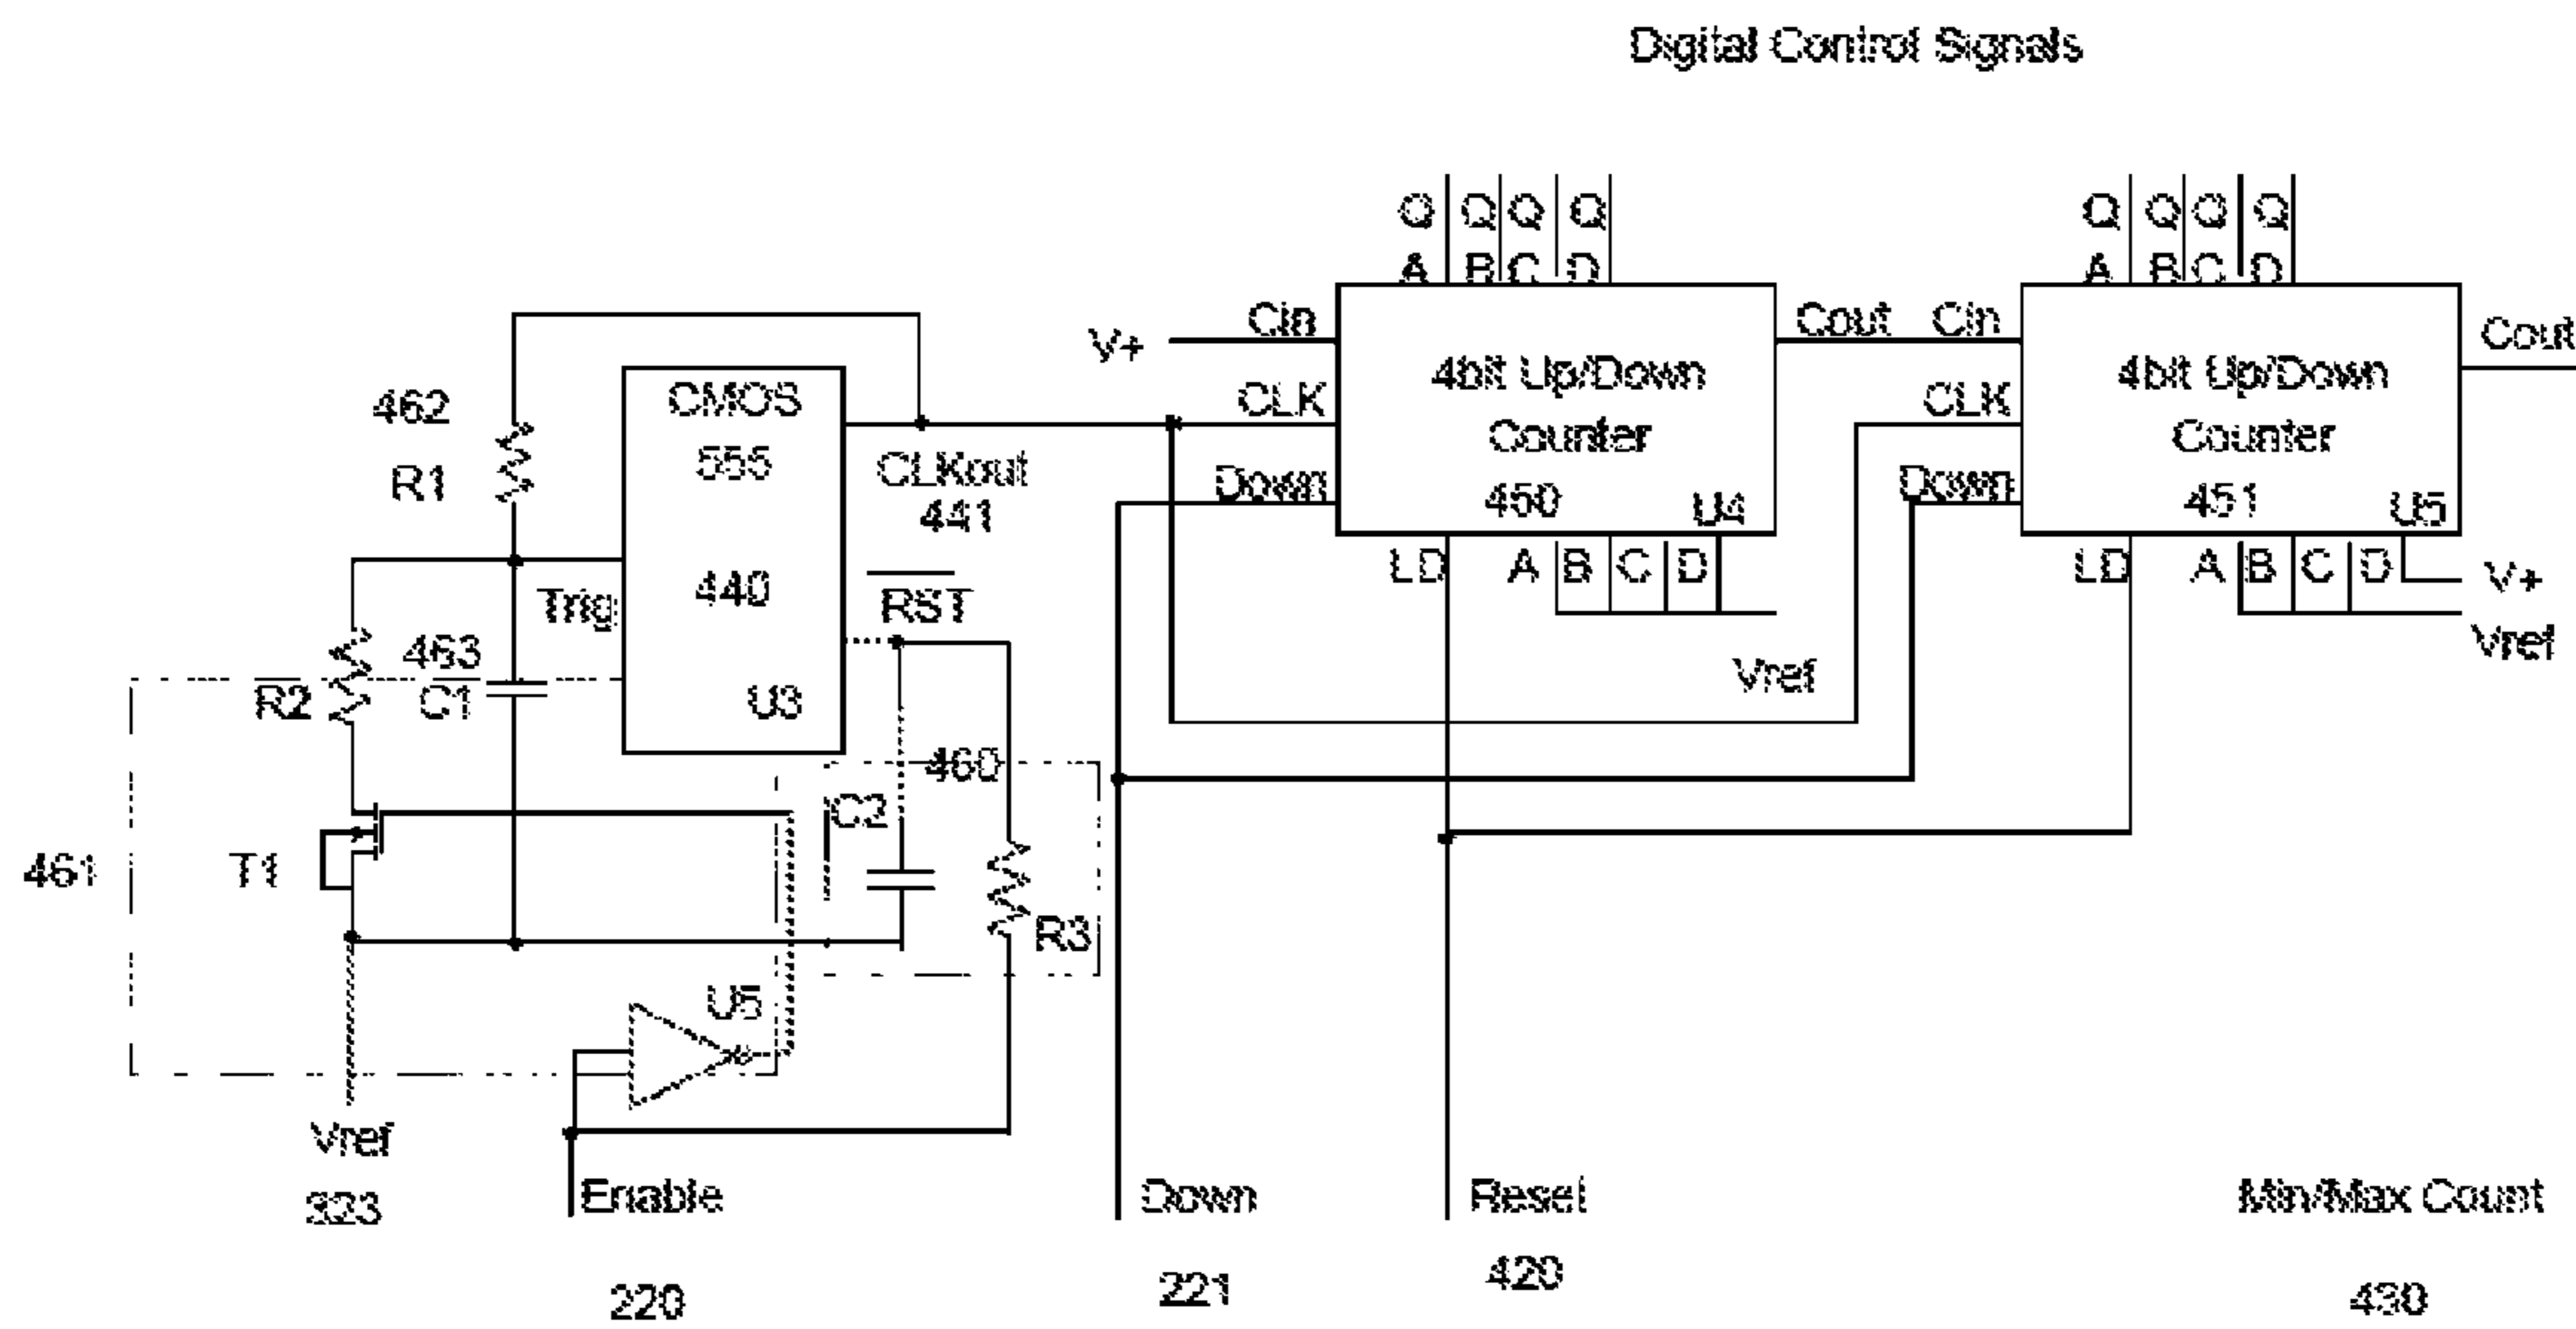 Digital Control Signals
Q Q Q Q
A B C D
Q Q Q Q
A B C D
V+
Cin
CLK
Down
4bit Up/Down
Counter
450
U4
Cout
Cin
CLK
Down
4bit Up/Down
Counter
451
U5
Cout
LD
A B C D
Vref
LD
A B C D
V+
Vref
462
R1
CMOS
555
440
U3
CLKout
441
Trig
RST
463
C1
R2
460
C2
R3
461
T1
U5
Vref
323
Enable
220
Down
221
Reset
420
Min/Max Count
430